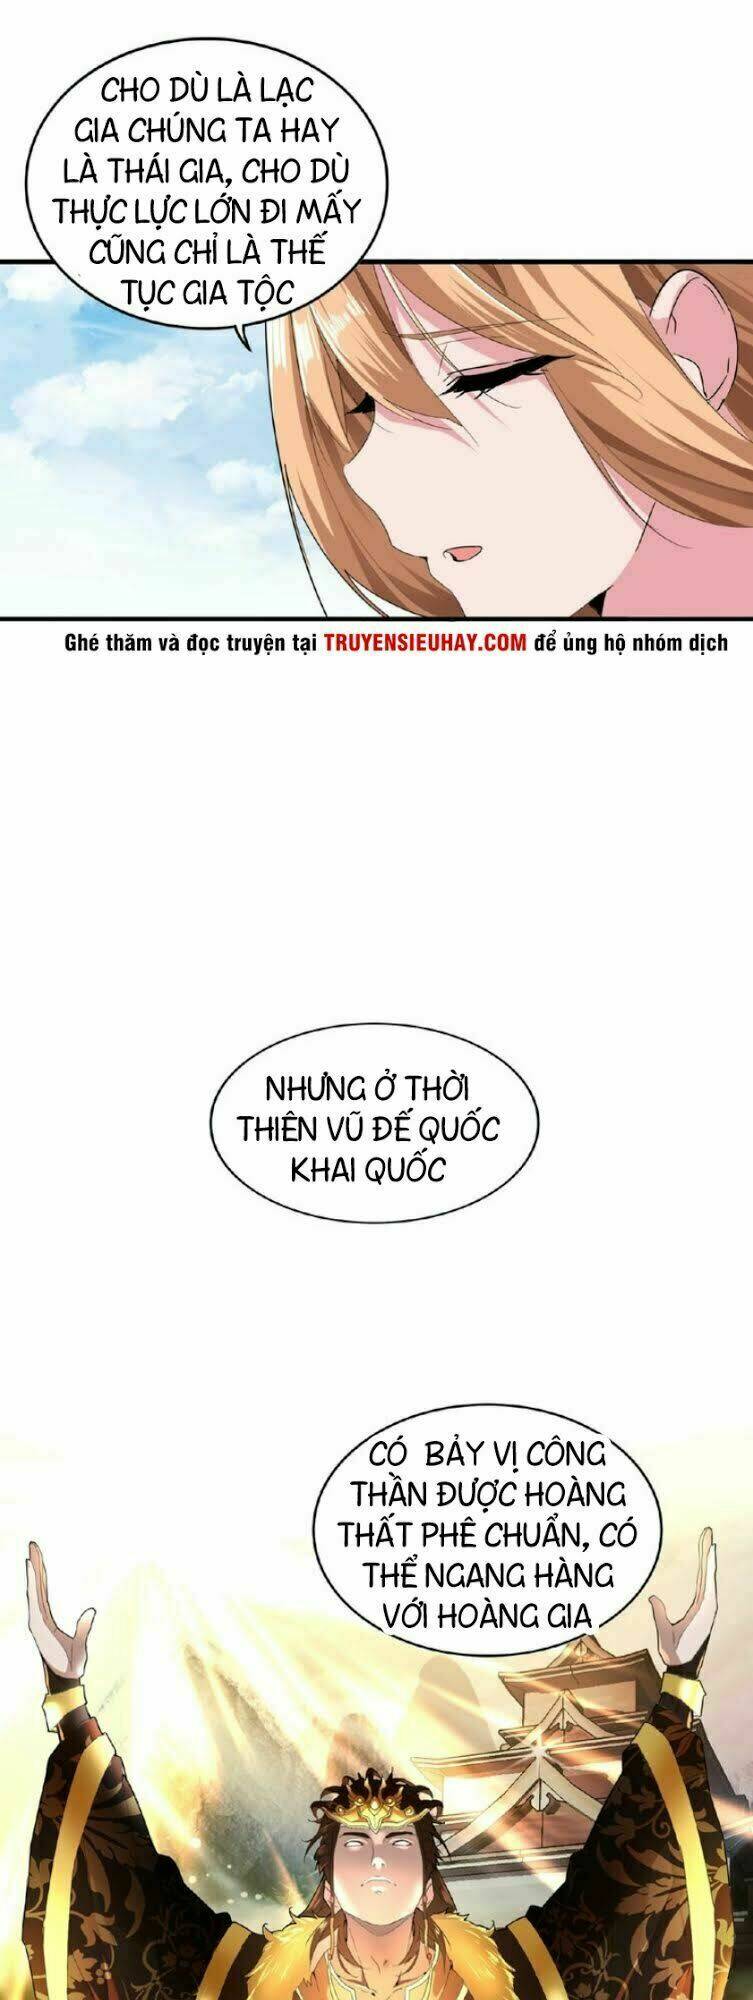 CHO DÙ LÀ LẠC
GIA CHÚNG TA HAY
LÀ THÁI GIA, CHO DÙ
THỰC LỰC LỚN ĐI MẤY
CŨNG CHỈ LÀ THẾ
TỤC GIA TỘC
Ghé thăm và đọc truyện tại TRUYENSIEUHAY.COM để ủng hộ nhóm dịch
NHƯNG Ở THỜI
THIÊN VŨ ĐẾ QUỐC
KHAI QUỐC
CÓ BẢY VỊ CÔNG
THẦN ĐƯỢC HOÀNG
THẤT PHÊ CHUẨN, CÓ
THỂ NGANG HÀNG
VỚI HOÀNG GIA